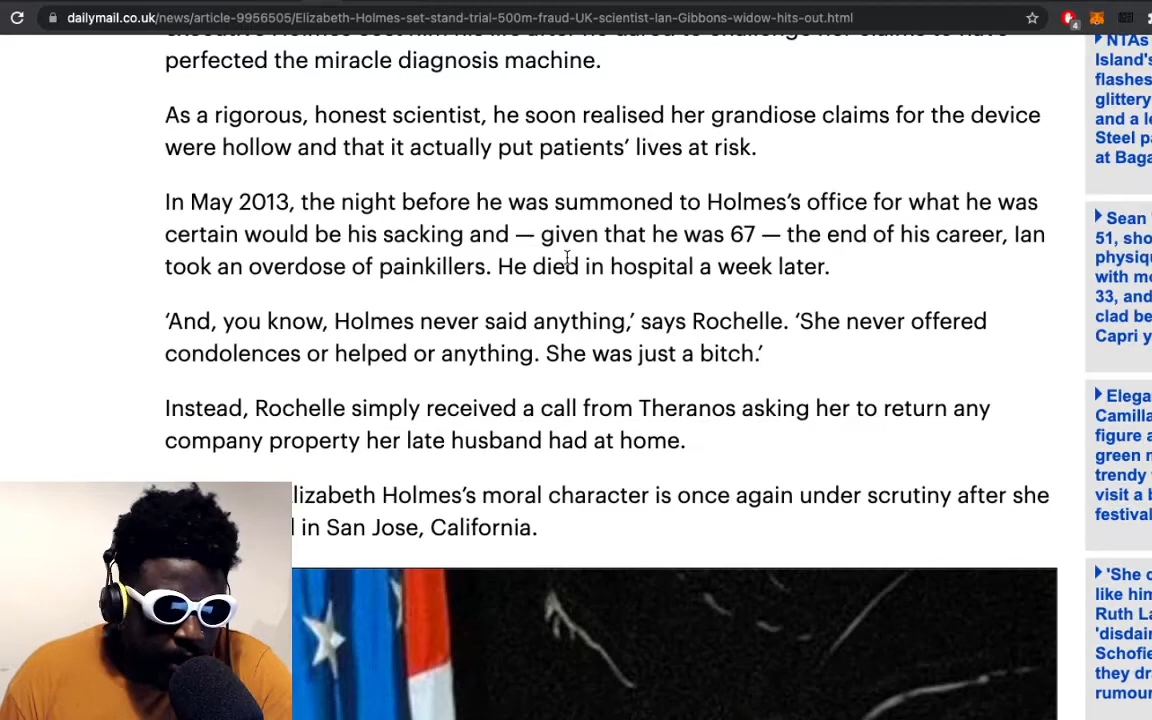 dailymail.co.uk/news/article-9956505/Elizabeth-Holmes-set-stand-trial-500m-fraud-UK-scientist-Ian-Gibbons-widow-hits-out.html
4
perfected the miracle diagnosis machine.
As a rigorous, honest scientist, he soon realised her grandiose claims for the device
were hollow and that it actually put patients’ lives at risk.
In May 2013, the night before he was summoned to Holmes’s office for what he was
certain would be his sacking and — given that he was 67 — the end of his career, Ian
took an overdose of painkillers. He died in hospital a week later.
‘And, you know, Holmes never said anything,’ says Rochelle. ‘She never offered
condolences or helped or anything. She was just a bitch.’
Instead, Rochelle simply received a call from Theranos asking her to return any
company property her late husband had at home.
lizabeth Holmes’s moral character is once again under scrutiny after she
in San Jose, California.
NTAs
Island's
flashes
glittery
and a le
Steel pa
at Baga
Sean
51, sho
physiqu
with mo
33, and
clad be
Capri y
Elega
Camilla
figure a
green m
trendy
visit a b
festival
'She d
like him
Ruth La
'disdain
Schofie
they dr
rumour